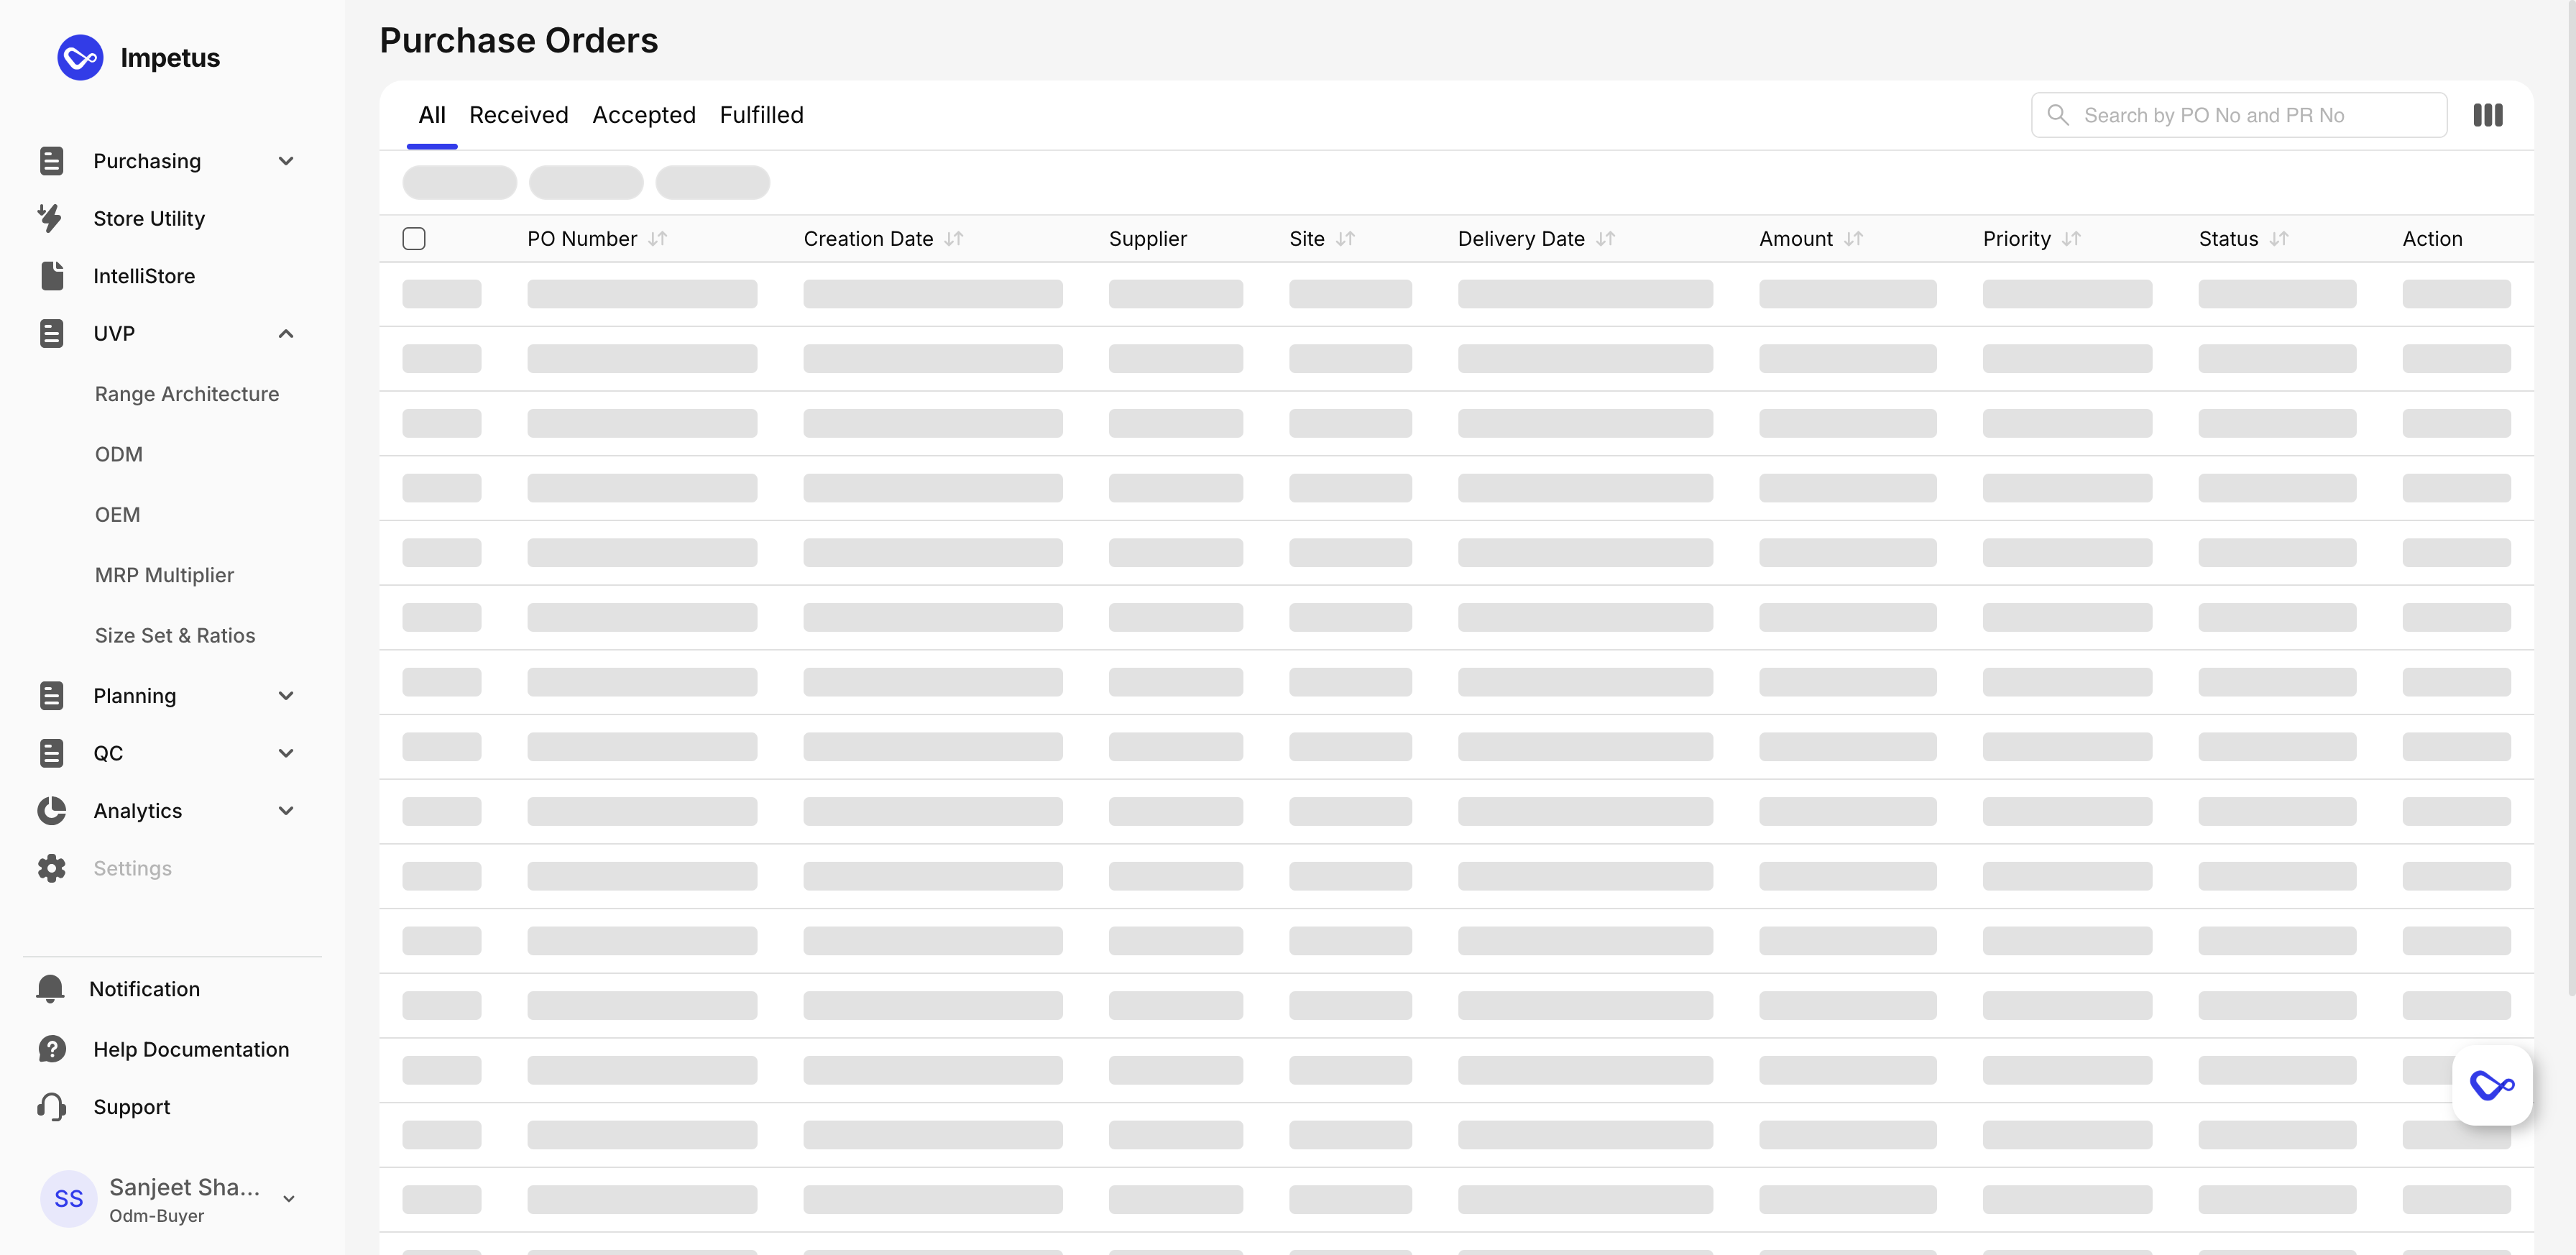 Impetus
Purchasing
Store Utility
IntelliStore
UVP
Range Architecture
ODM
OEM
MRP Multiplier
Size Set & Ratios
Planning
QC
Analytics
Settings
Notification
Help Documentation
Support
SS
Sanjeet Sha...
Odm-Buyer
Purchase Orders
All Received Accepted Fulfilled
Search by PO No and PR No
PO Number Creation Date Supplier Site Delivery Date Amount Priority Status Action